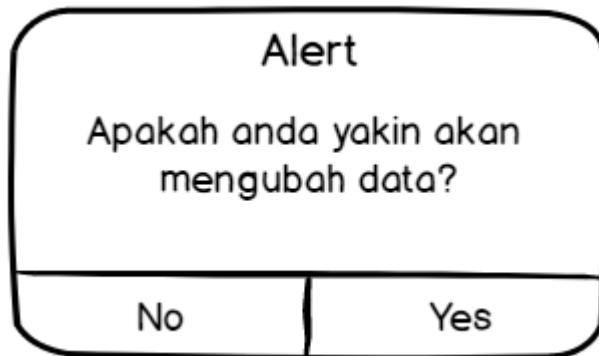 Alert
Apakah anda yakin akan
mengubah data?
No
Yes